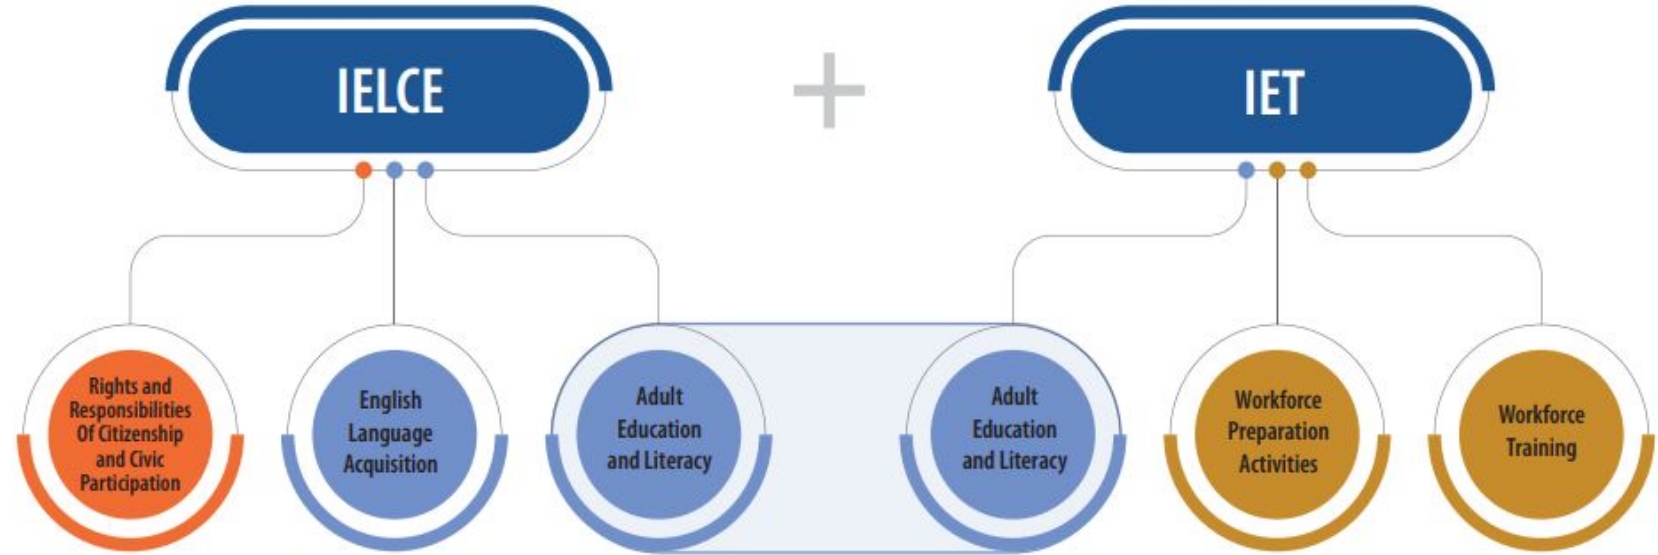 IELCE
+
IET
Rights and
Responsibilities
Of Citizenship
and Civic
Participation
English
Language
Acquisition
Adult
Education
and Literacy
Adult
Education
and Literacy
Workforce
Preparation
Activities
Workforce
Training